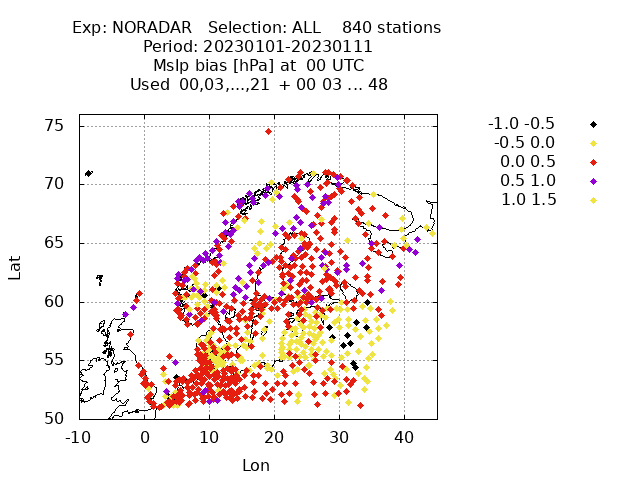 Exp: NORADAR   Selection: ALL    840 stations
Period: 20230101-20230111
Mslp bias [hPa] at  00 UTC
Used  00,03,...,21  + 00 03 ... 48
-1.0 -0.5
-0.5 0.0
0.0 0.5
0.5 1.0
1.0 1.5
75
70
65
60
55
50
Lat
-10 0 10 20 30 40
Lon